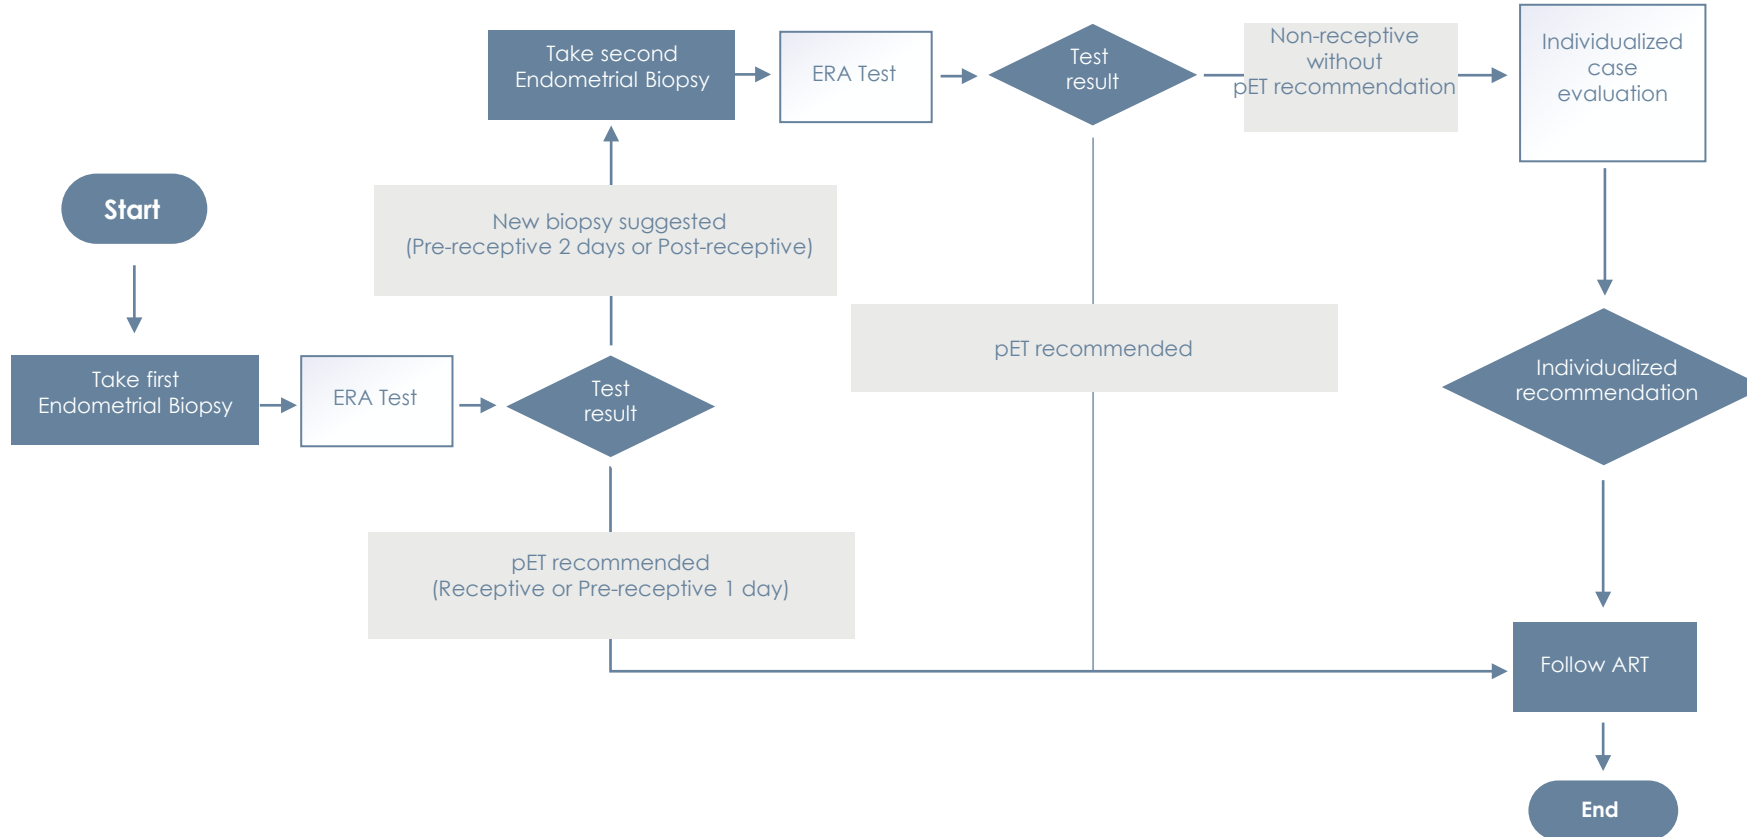 Start
Take first
Endometrial Biopsy
ERA Test
Test
result
New biopsy suggested
(Pre-receptive 2 days or Post-receptive)
pET recommended
(Receptive or Pre-receptive 1 day)
Take second
Endometrial Biopsy
ERA Test
Test
result
pET recommended
Non-receptive
without
pET recommendation
Individualized
case
evaluation
Individualized
recommendation
Follow ART
End